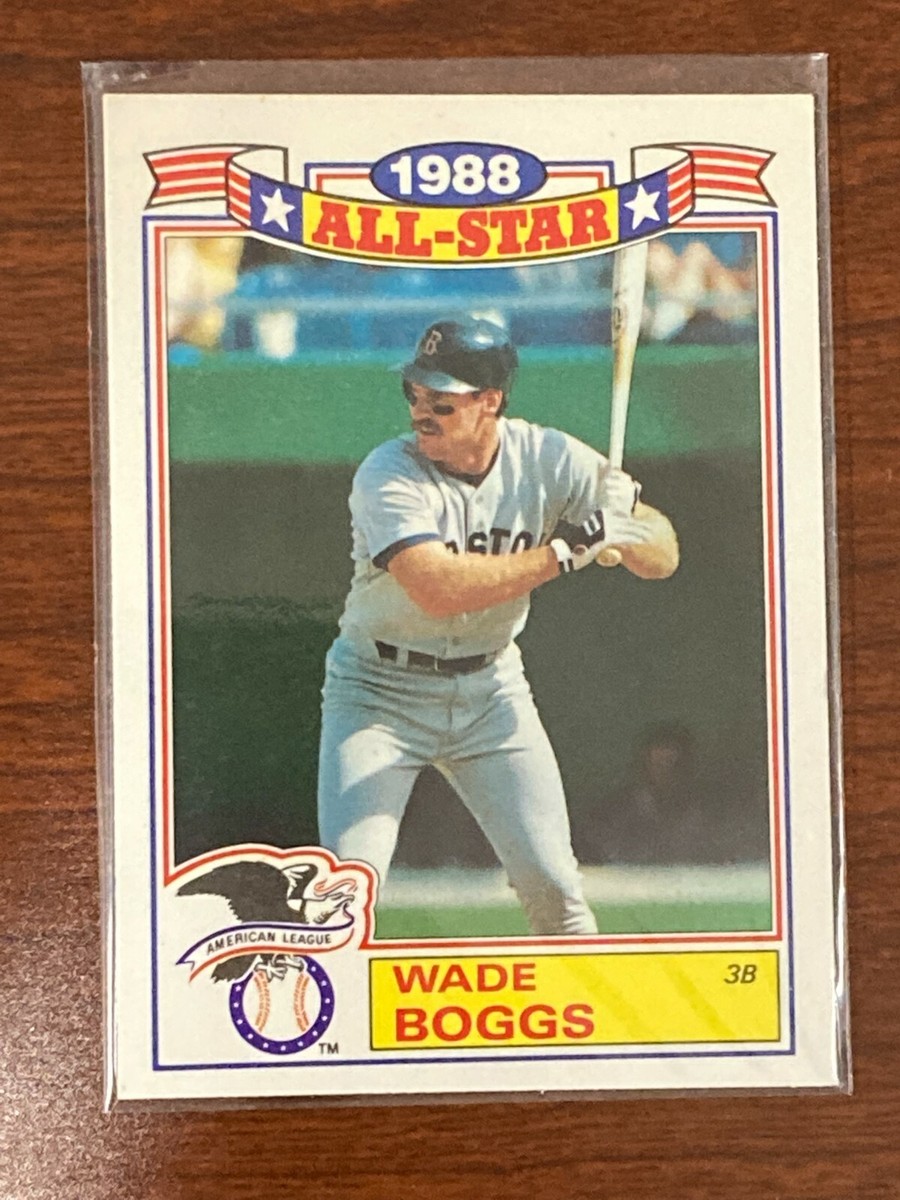 1988
ALL-STAR
B
OSTO
AMERICAN LEAGUE
TM
WADE
BOGGS
3B